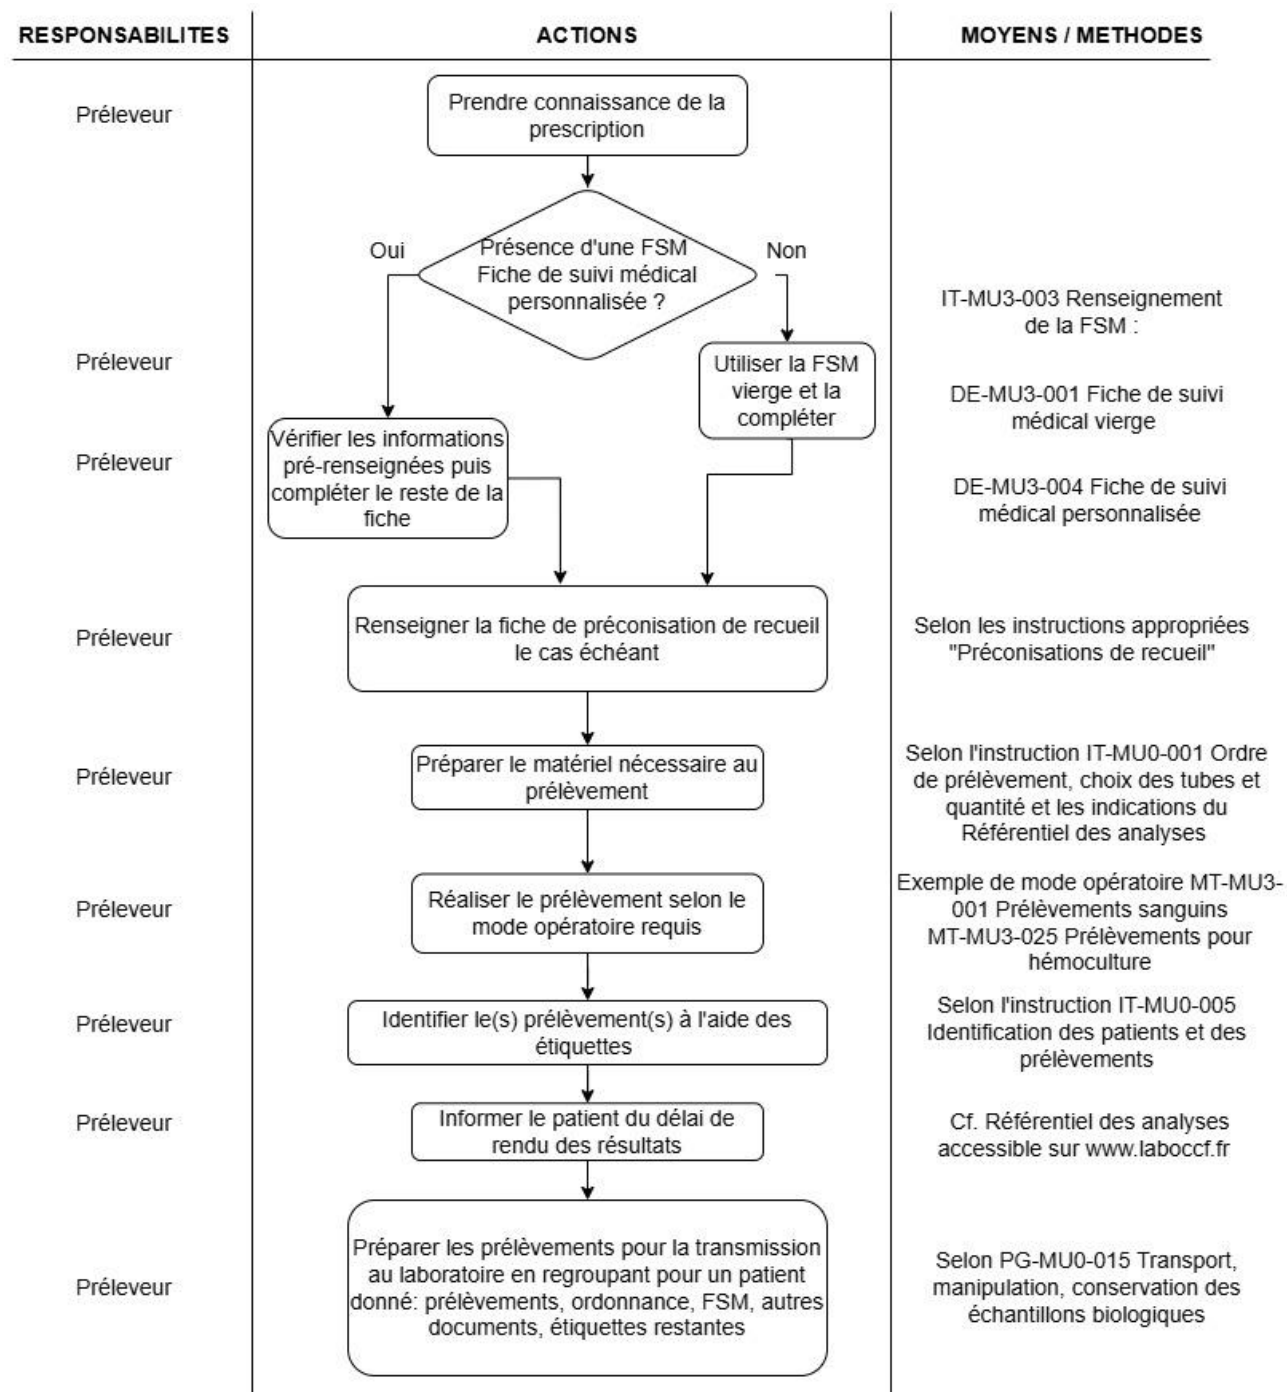 RESPONSABILITES
ACTIONS
MOYENS / METHODES
Préleveur
Prendre connaissance de la
prescription
Oui
Présence d'une FSM
Fiche de suivi médical
personnalisée ?
Non
IT-MU3-003 Renseignement
de la FSM :
Préleveur
Utiliser la FSM
vierge et la
compléter
DE-MU3-001 Fiche de suivi
médical vierge
Préleveur
Vérifier les informations
pré-renseignées puis
compléter le reste de la
fiche
DE-MU3-004 Fiche de suivi
médical personnalisée
Préleveur
Renseigner la fiche de préconisation de recueil
le cas échéant
Selon les instructions appropriées
"Préconisations de recueil"
Préleveur
Préparer le matériel nécessaire au
prélèvement
Selon l'instruction IT-MU0-001 Ordre
de prélèvement, choix des tubes et
quantité et les indications du
Référentiel des analyses
Préleveur
Réaliser le prélèvement selon le
mode opératoire requis
Exemple de mode opératoire MT-MU3-
001 Prélèvements sanguins
MT-MU3-025 Prélèvements pour
hémoculture
Préleveur
Identifier le(s) prélèvement(s) à l'aide des
étiquettes
Selon l'instruction IT-MU0-005
Identification des patients et des
prélèvements
Préleveur
Informer le patient du délai de
rendu des résultats
Cf. Référentiel des analyses
accessible sur www.laboccf.fr
Préleveur
Préparer les prélèvements pour la transmission
au laboratoire en regroupant pour un patient
donné: prélèvements, ordonnance, FSM, autres
documents, étiquettes restantes
Selon PG-MU0-015 Transport,
manipulation, conservation des
échantillons biologiques